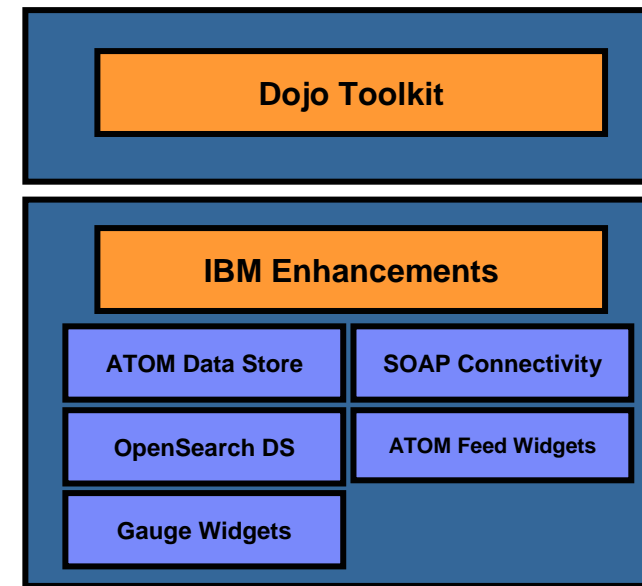 Dojo Toolkit
IBM Enhancements
ATOM Data Store
SOAP Connectivity
OpenSearch DS
ATOM Feed Widgets
Gauge Widgets